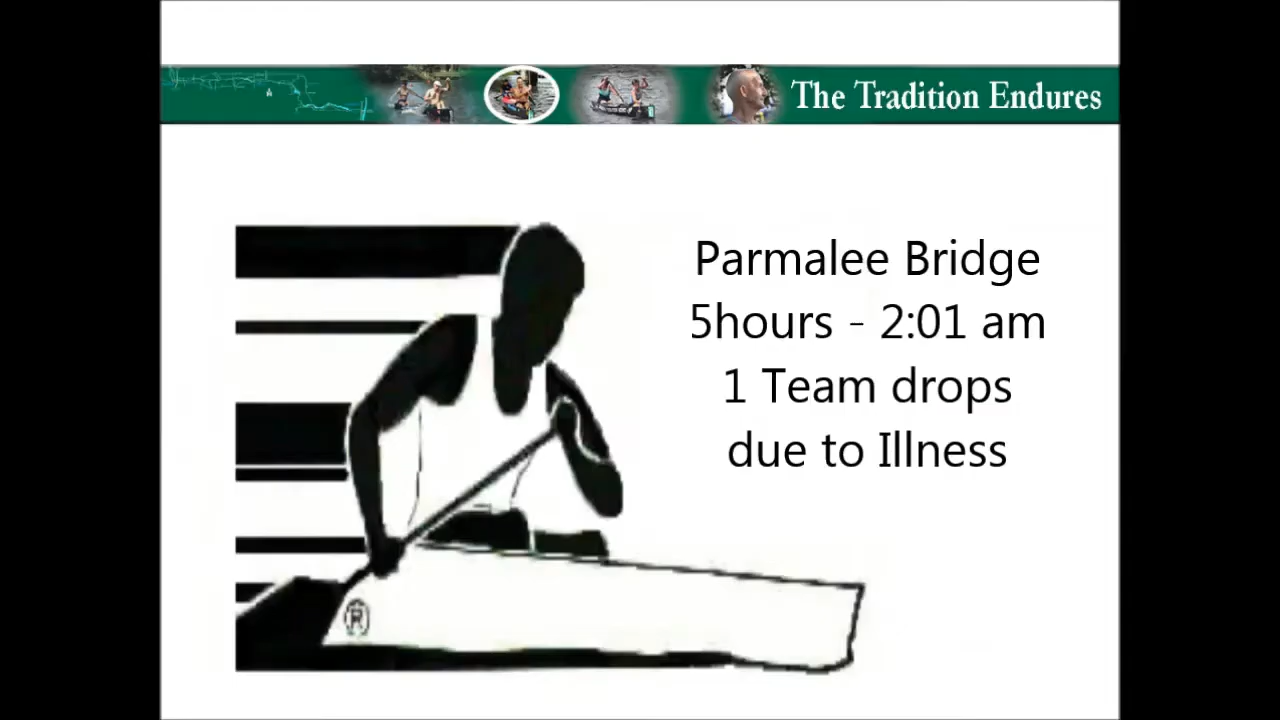 The Tradition Endures
Parmalee Bridge
5hours - 2:01 am
1 Team drops
due to Illness
®